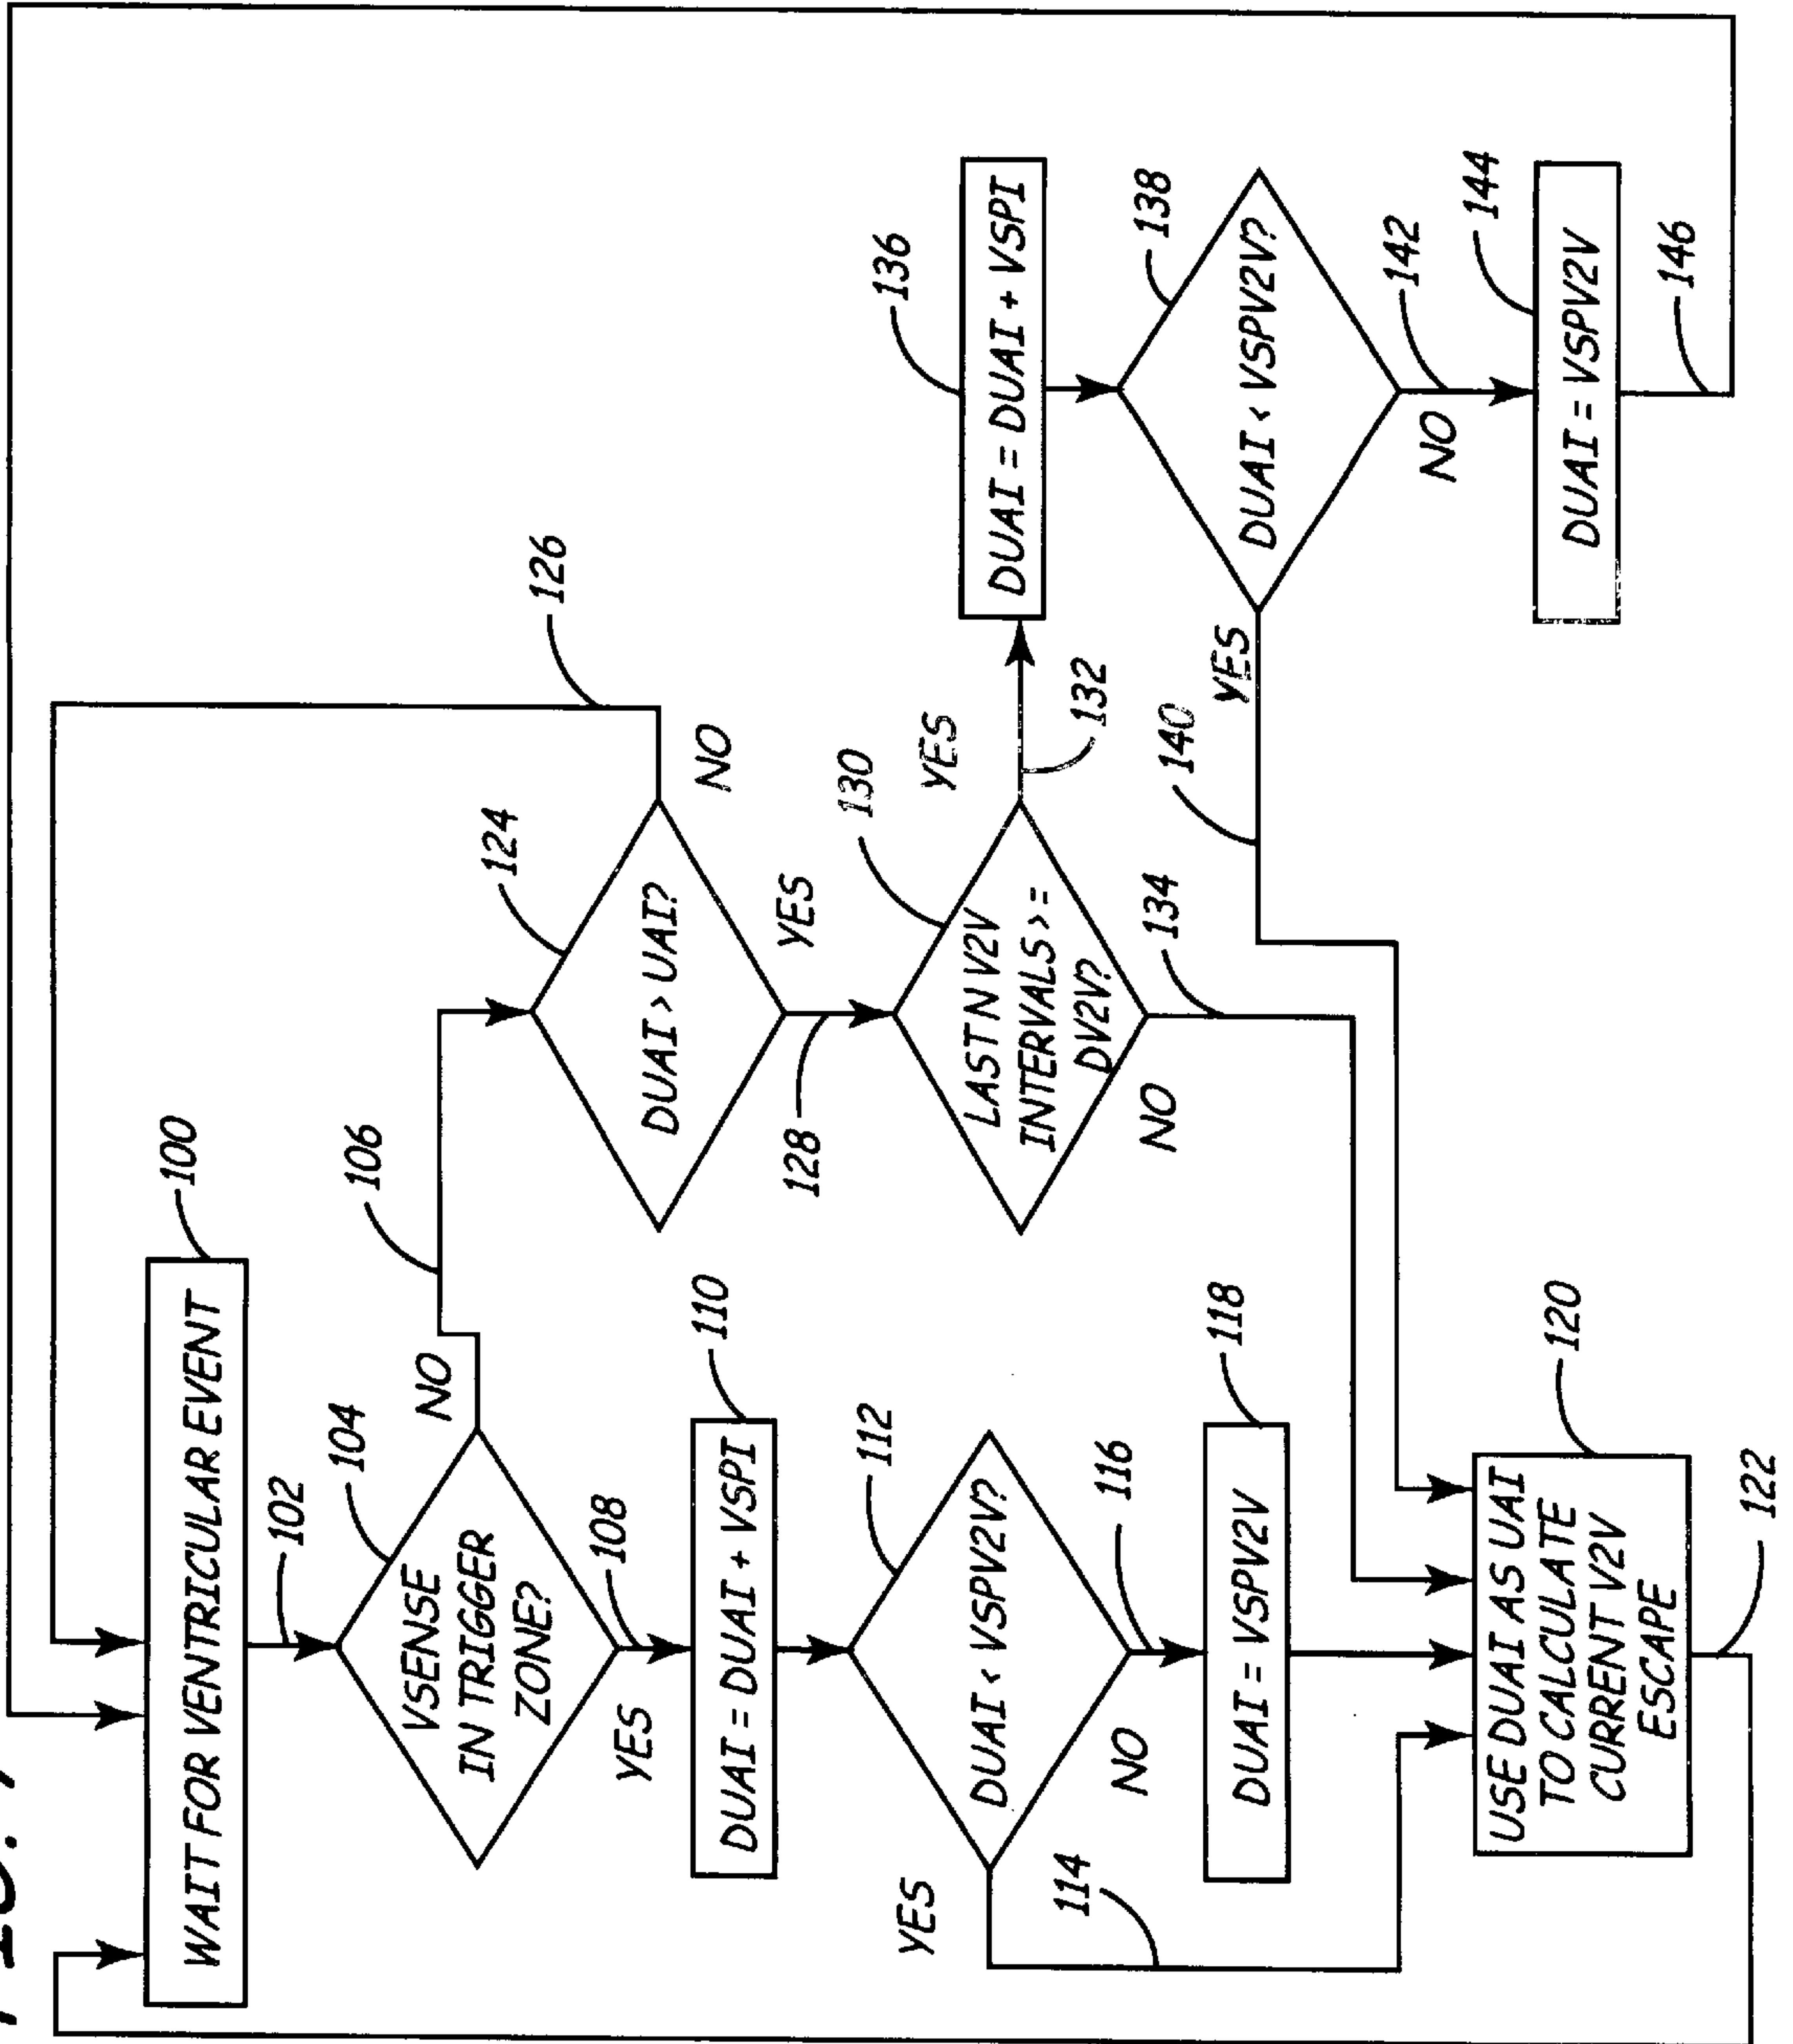 WAIT FOR VENTRICULAR EVENT
100
102
VSENSE
IN TRIGGER
ZONE?
104
NO
106
YES
108
DUAI = DUAI + VSPI
110
DUAI < VSPV2V?
112
YES
114
NO
116
DUAI = VSPV2V
118
USE DUAI AS UAI
TO CALCULATE
CURRENT V2V
ESCAPE
120
122
DUAI > UAI?
124
NO
126
YES
128
LAST N V2V
INTERVALS >=
DV2V?
130
YES
132
NO
134
DUAI = DUAI + VSPI
136
DUAI < VSPV2V?
138
YES
140
NO
142
DUAI = VSPV2V
144
146